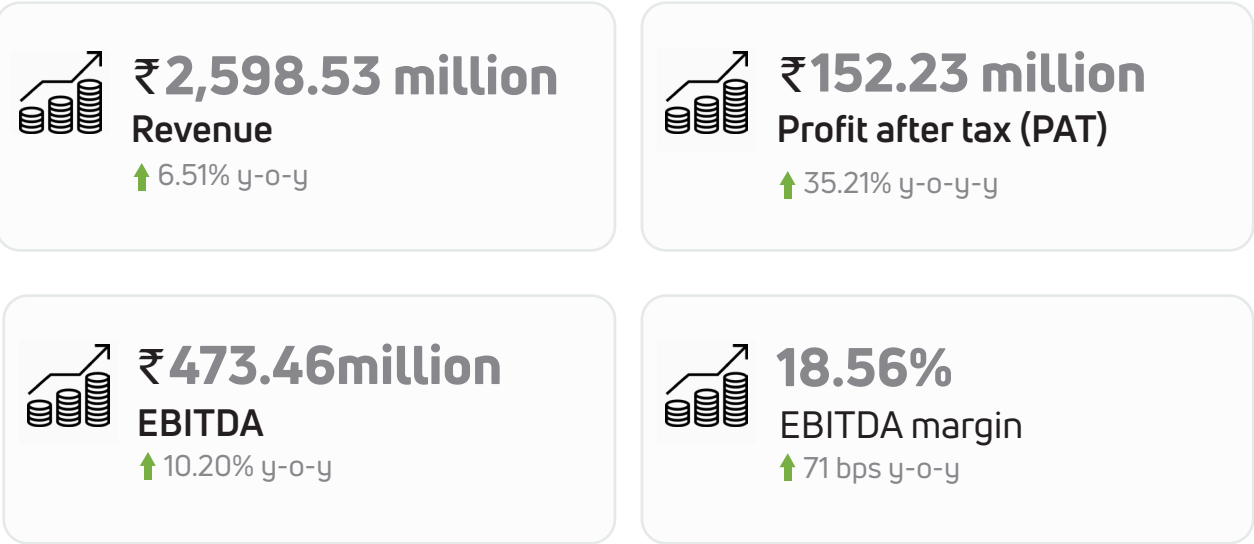 ₹2,598.53 million
Revenue
6.51% y-o-y
₹152.23 million
Profit after tax (PAT)
35.21% y-o-y-y
₹473.46million
EBITDA
10.20% y-o-y
18.56%
EBITDA margin
71 bps y-o-y